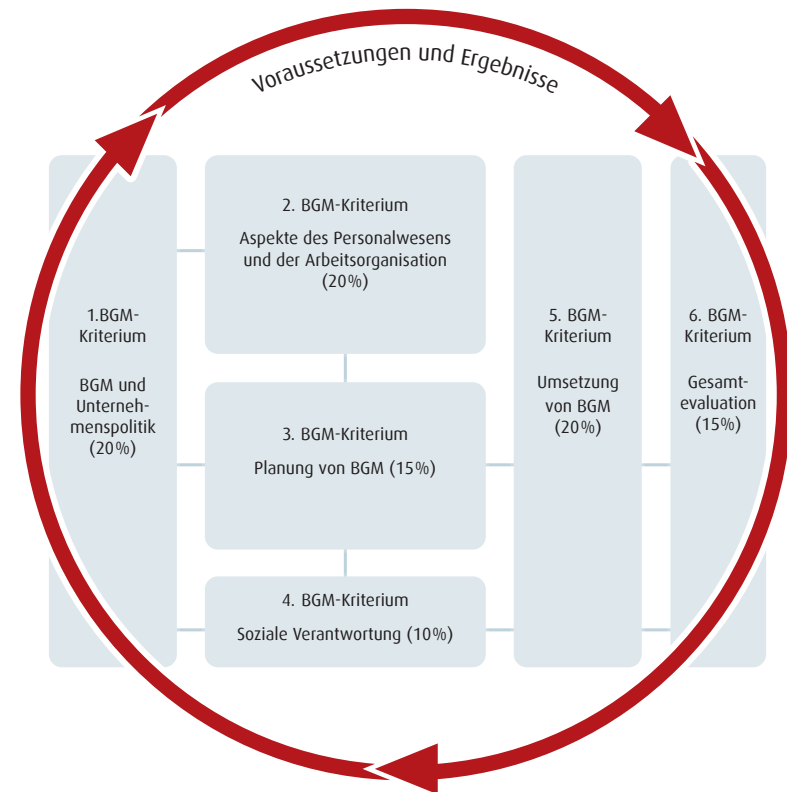 Voraussetzungen und Ergebnisse
1.BGM-
Kriterium
BGM und
Unterneh-
menspolitik
(20%)
2. BGM-Kriterium
Aspekte des Personalwesens
und der Arbeitsorganisation
(20%)
3. BGM-Kriterium
Planung von BGM (15%)
4. BGM-Kriterium
Soziale Verantwortung (10%)
5. BGM-
Kriterium
Umsetzung
von BGM
(20%)
6. BGM-
Kriterium
Gesamt-
evaluation
(15%)